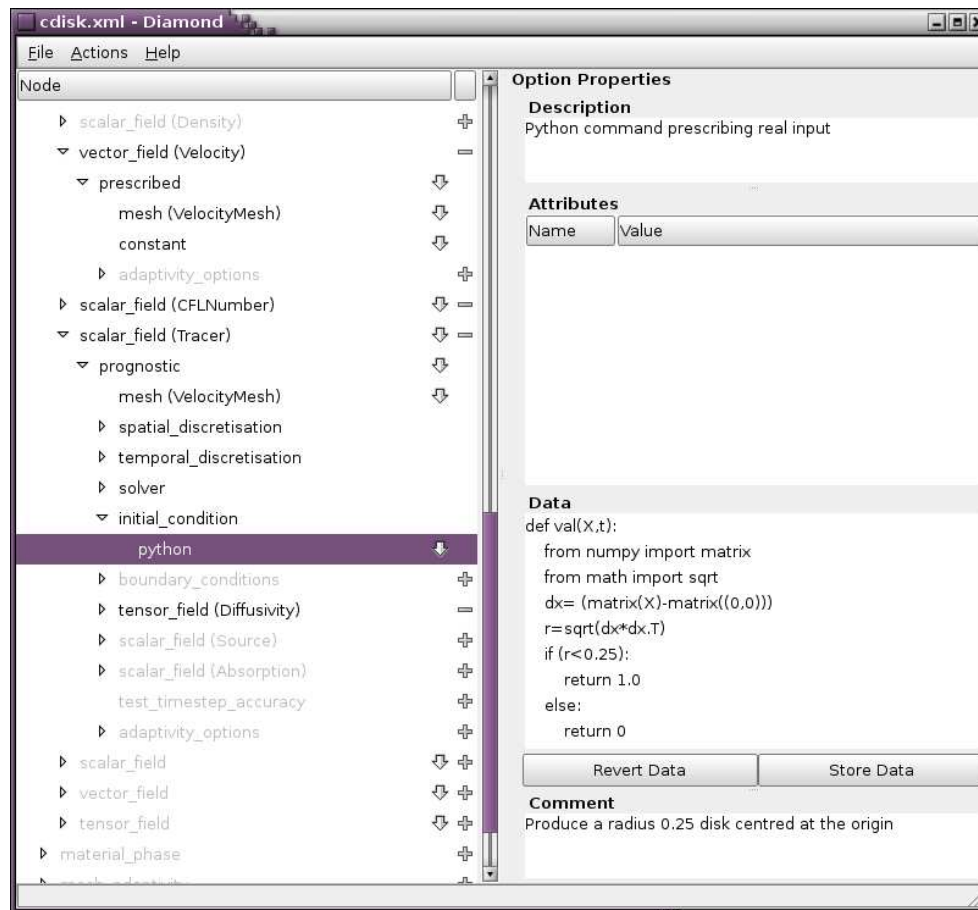 cdisk.xml - Diamond
File Actions Help
Node
scalar_field (Density)
vector_field (Velocity)
prescribed
mesh (VelocityMesh)
constant
adaptivity_options
scalar_field (CFLNumber)
scalar_field (Tracer)
prognostic
mesh (VelocityMesh)
spatial_discretisation
temporal_discretisation
solver
initial_condition
python
boundary_conditions
tensor_field (Diffusivity)
scalar_field (Source)
scalar_field (Absorption)
test_timestep_accuracy
adaptivity_options
scalar_field
vector_field
tensor_field
material_phase
Option Properties
Description
Python command prescribing real input
Attributes
Name Value
Data
def val(X,t):
from numpy import matrix
from math import sqrt
dx= (matrix(X)-matrix((0,0)))
r=sqrt(dx*dx.T)
if (r<0.25):
return 1.0
else:
return 0
Revert Data Store Data
Comment
Produce a radius 0.25 disk centred at the origin